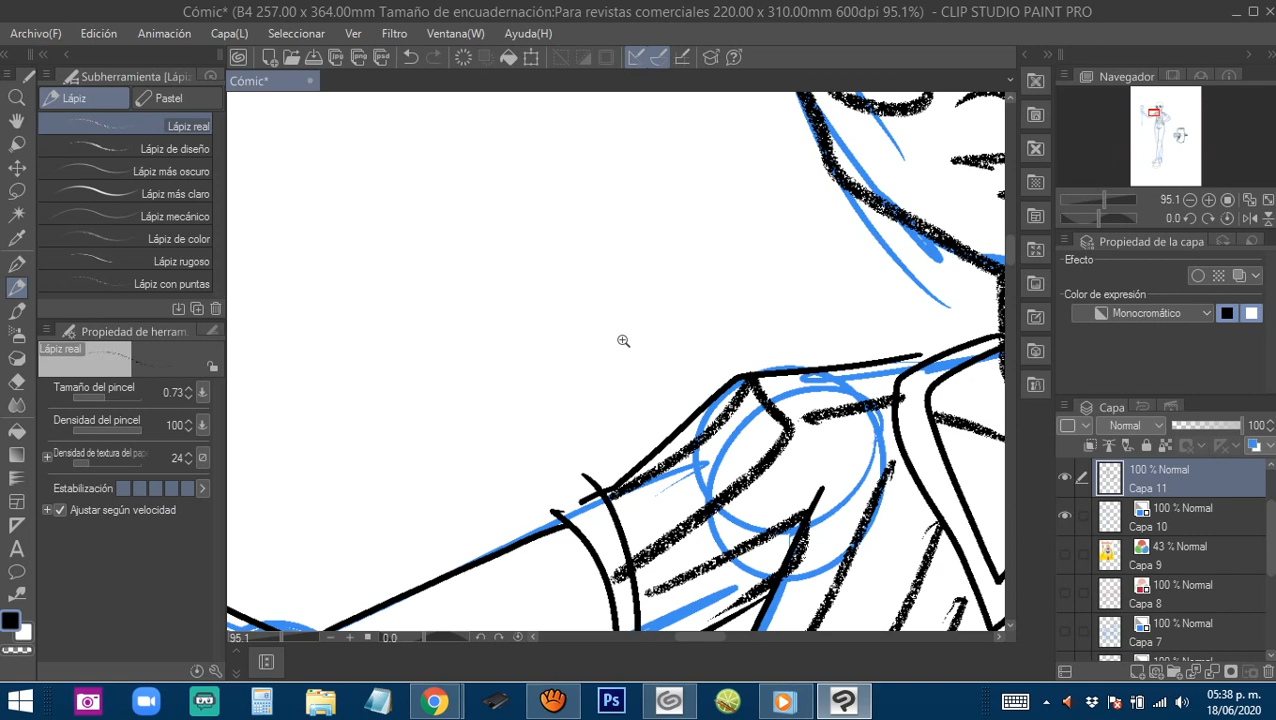 Cómic* (B4 257.00 x 364.00mm Tamaño de encuadernación:Para revistas comerciales 220.00 x 310.00mm 600dpi 95.1%) - CLIP STUDIO PAINT PRO
Archivo(F) Edición Animación Capa(L) Seleccionar Ver Filtro Ventana(W) Ayuda(H)
Subherramienta [Lápiz
Cómic*
Navegador
Lápiz Pastel
Lápiz real
Lápiz de diseño
Lápiz más oscuro
Lápiz más claro
Lápiz mecánico
Lápiz de color
Lápiz rugoso
Lápiz con puntas
95.1
0.0
Propiedad de la capa
Efecto
Color de expresión
Monocromático
Propiedad de herram
Lápiz real
Tamaño del pincel 0.73
Densidad del pincel 100
Densidad de textura del 24
Estabilización
Ajustar según velocidad
Capa
Normal 100
100 % Normal
Capa 11
100 % Normal
Capa 10
43 % Normal
Capa 9
100 % Normal
Capa 8
100 % Normal
Capa 7
100 % Normal
95.1 0.0
Ps
05:38 p. m.
18/06/2020